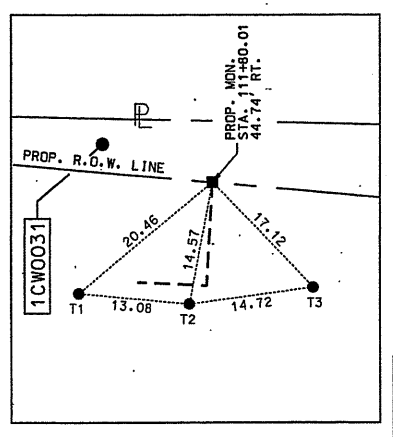 PROP. MON.
STA. 111+80.01
44.74' RT.
PL
PROP. R.O.W. LINE
1CW0031
20.46
14.57
17.12
T1
13.08
T2
14.72
T3